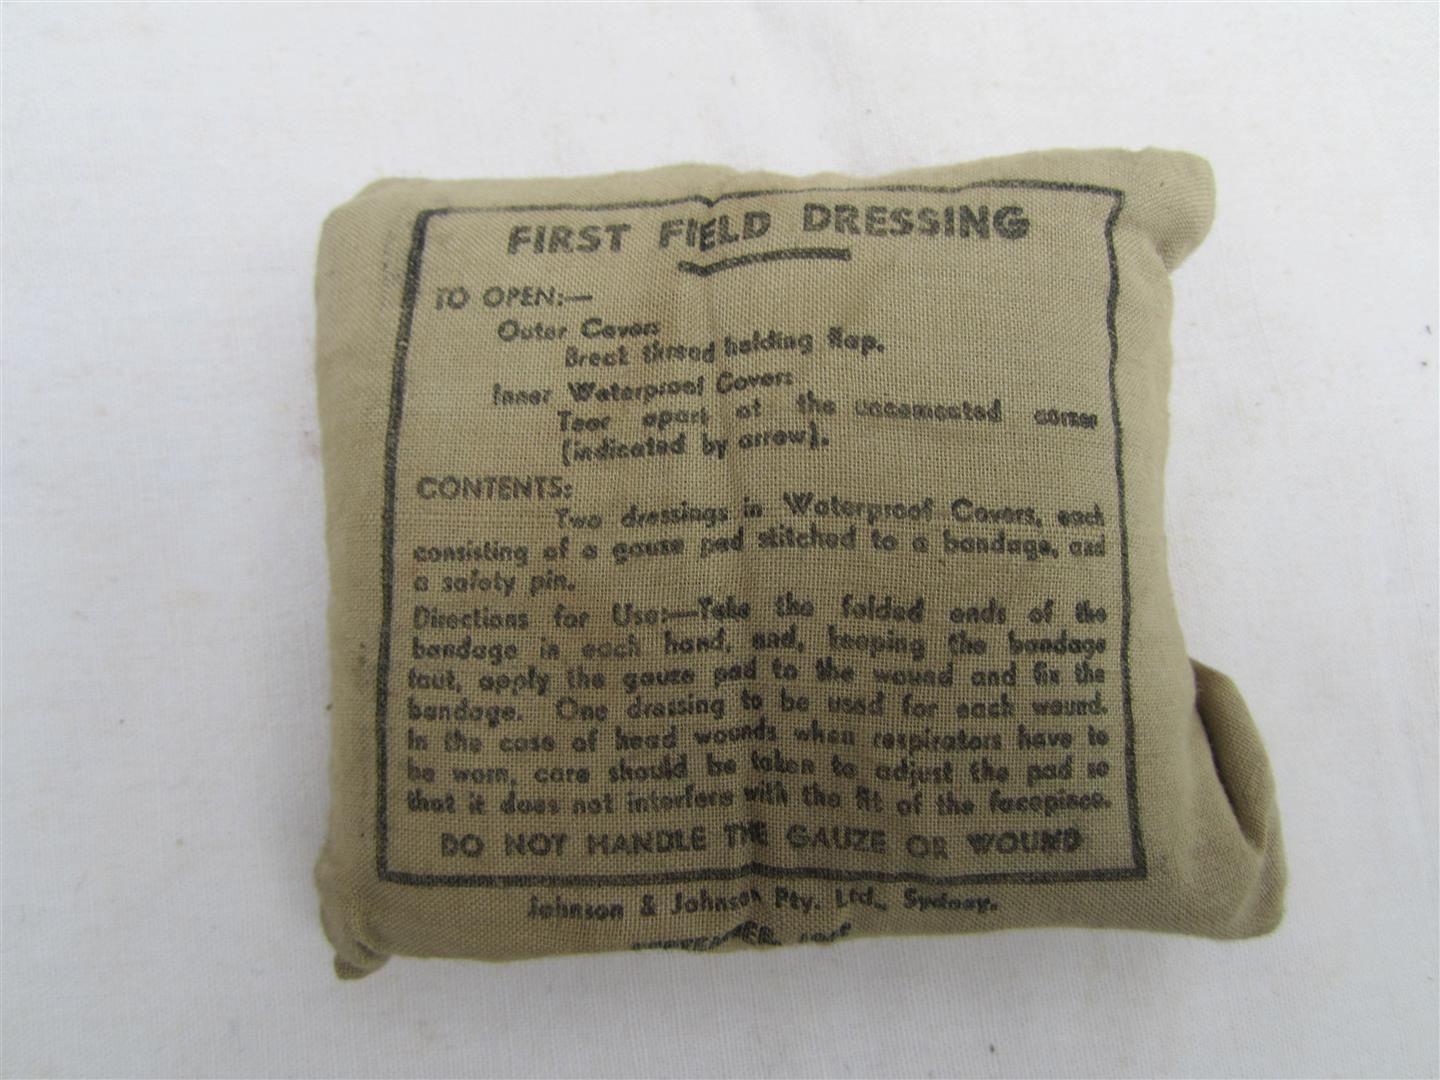 FIRST FIELD DRESSING
TO OPEN:—
Outer Cover:
Break thread holding flap.
Inner Waterproof Cover:
Tear apart at the uncemented corner
(indicated by arrow).
CONTENTS:
Two dressings in Waterproof Covers, each
consisting of a gauze pad stitched to a bandage, and
a safety pin.
Directions for Use:—Take the folded ends of the
bandage in each hand, and, keeping the bandage
taut, apply the gauze pad to the wound and fix the
bandage. One dressing to be used for each wound.
In the case of head wounds when respirators have to
be worn, care should be taken to adjust the pad so
that it does not interfere with the fit of the facepiece.
DO NOT HANDLE THE GAUZE OR WOUND
Johnson & Johnson Pty. Ltd., Sydney.
SEPTEMBER,